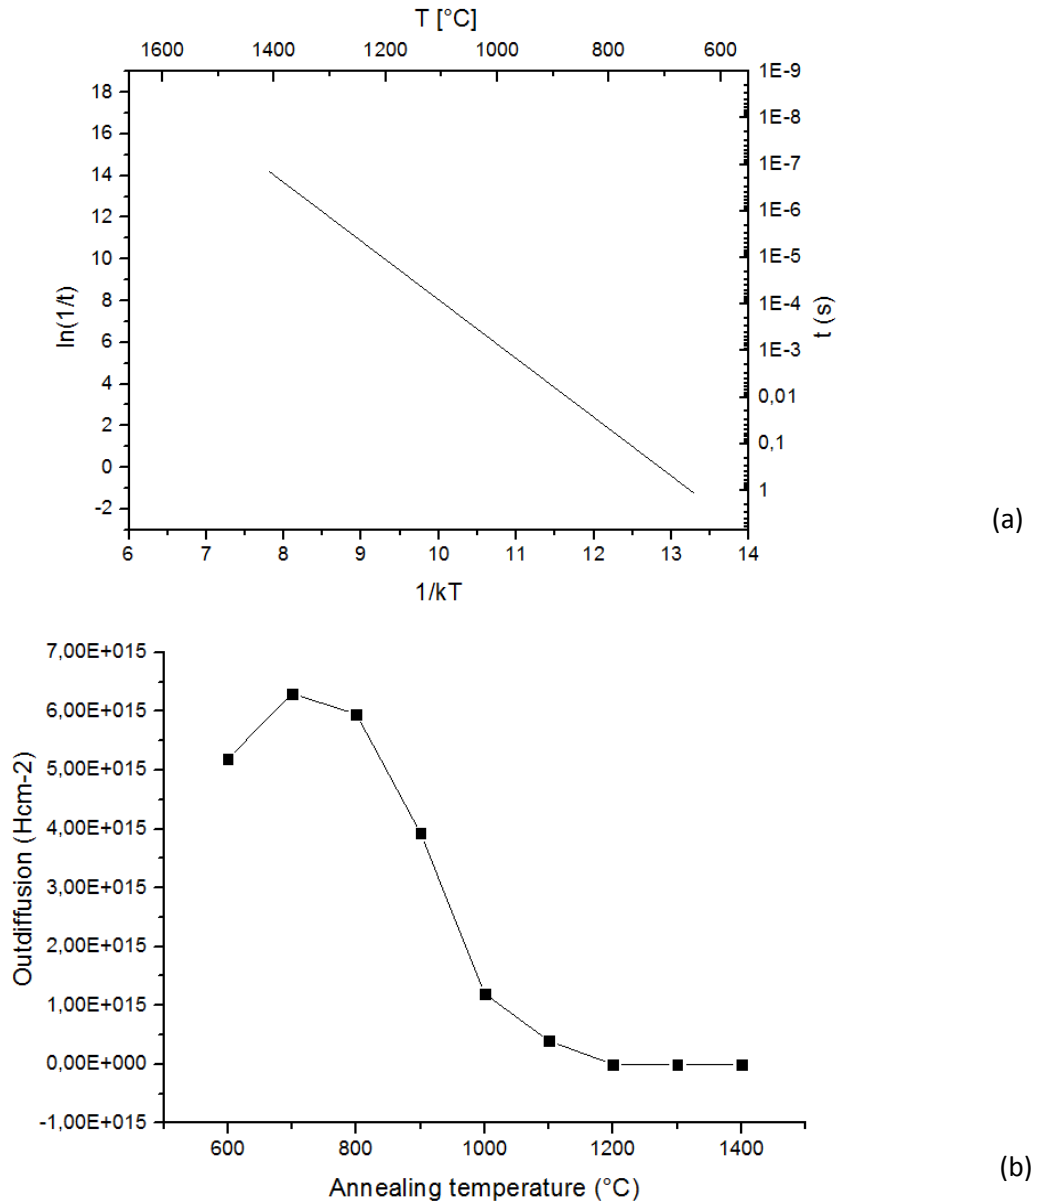 T [°C]
1600 1400 1200 1000 800 600
18
16
14
12
10
8
6
4
2
0
-2
ln(1/t)
1E-9
1E-8
1E-7
1E-6
1E-5
1E-4
1E-3
0,01
0,1
1
t (s)
6 7 8 9 10 11 12 13 14
1/kT
(a)
7,00E+015
6,00E+015
5,00E+015
4,00E+015
3,00E+015
2,00E+015
1,00E+015
0,00E+000
-1,00E+015
Outdiffusion (Hcm-2)
600 800 1000 1200 1400
Annealing temperature (°C)
(b)